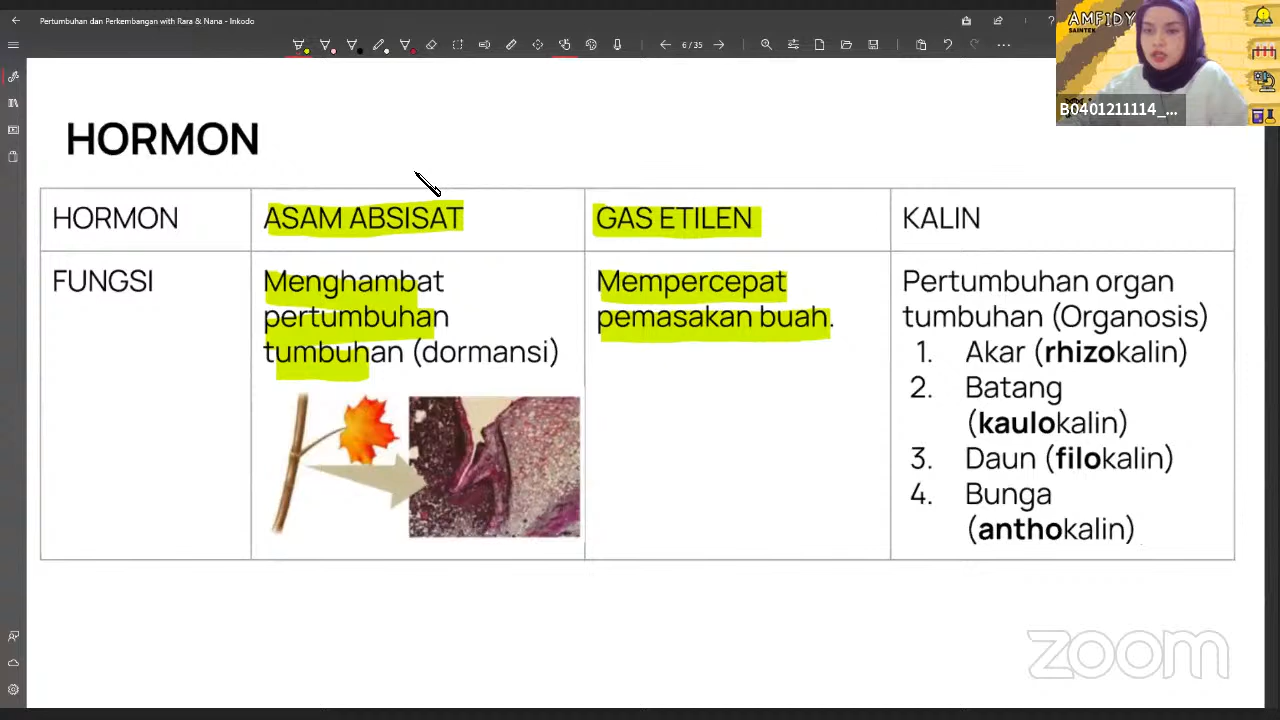 Pertumbuhan dan Perkembangan with Rara & Nana - Inkodo
6 / 35
AMFIDY
SAINTEK
B0401211114_...
HORMON
HORMON
ASAM ABSISAT
GAS ETILEN
KALIN
FUNGSI
Menghambat
pertumbuhan
tumbuhan (dormansi)
Mempercepat
pemasakan buah.
Pertumbuhan organ
tumbuhan (Organosis)
1. Akar (rhizokalin)
2. Batang
(kaulokalin)
3. Daun (filokalin)
4. Bunga
(anthokalin)
zoom